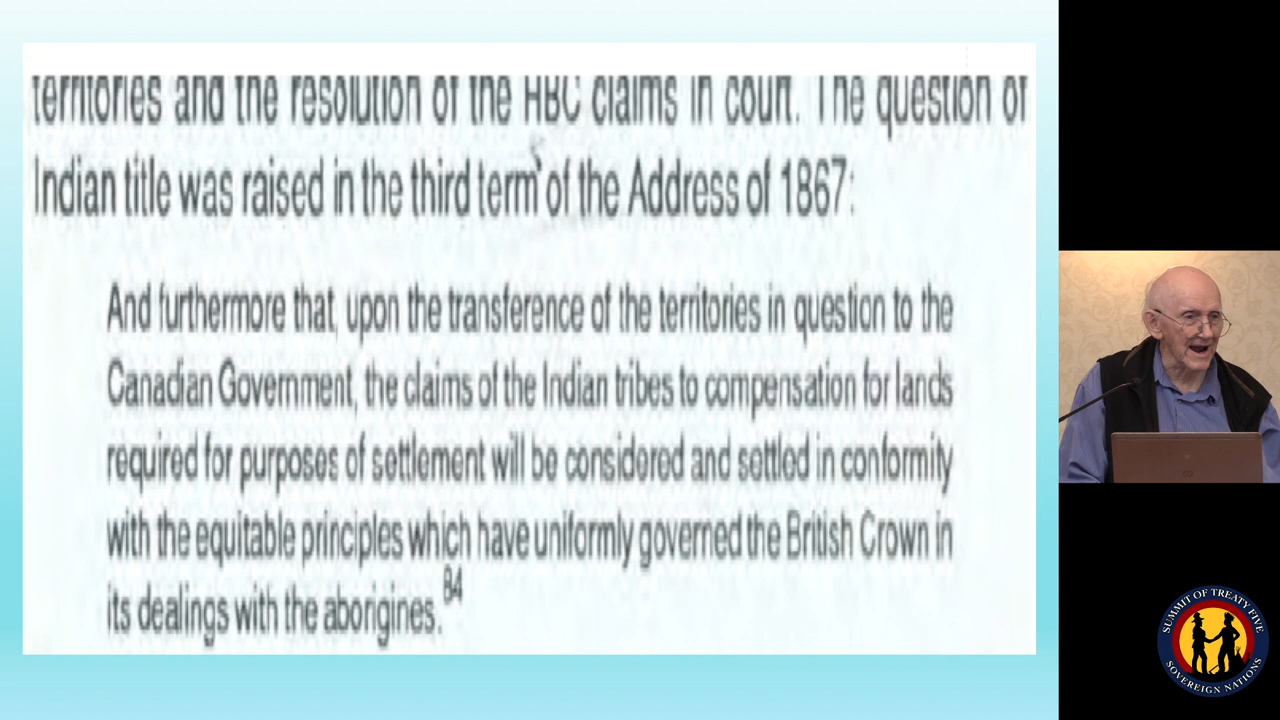 territories and the resolution of the HBC claims in court. The question of
Indian title was raised in the third term of the Address of 1867:
And furthermore that, upon the transference of the territories in question to the
Canadian Government, the claims of the Indian tribes to compensation for lands
required for purposes of settlement will be considered and settled in conformity
with the equitable principles which have uniformly governed the British Crown in
its dealings with the aborigines.84
SUMMIT OF TREATY FIVE
SOVEREIGN NATIONS